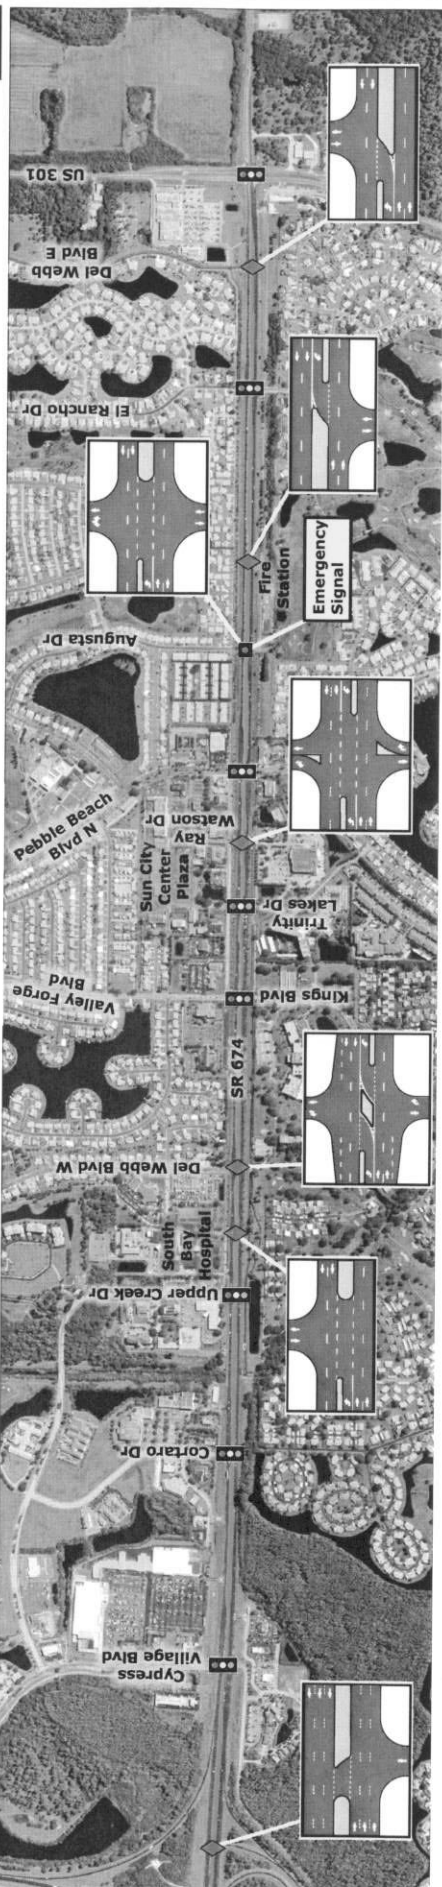 US 301
Del Webb
Blvd E
El Rancho Dr
Fire
Station
Emergency
Signal
Augusta Dr
Pebble Beach
Blvd N
Ray
Watson Dr
Sun City
Center
Plaza
Trinity
Lakes Dr
Valley Forge
Blvd
Kings Blvd
SR 674
Del Webb Blvd W
South
Bay
Hospital
Upper Creek Dr
Cortaro Dr
Cypress
Village Blvd